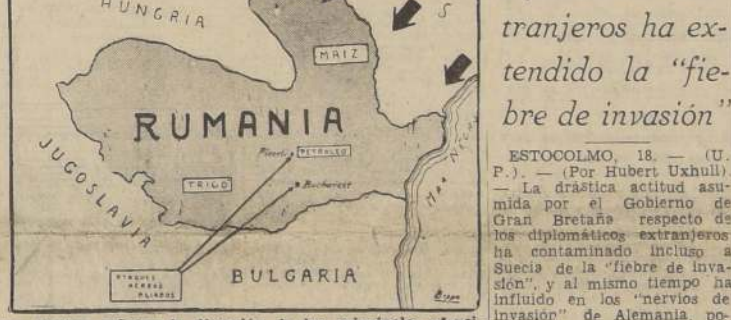 HUNGRIA
S
MAIZ
RUMANIA
PETROLEO
TRIGO
Bucharest
JUGOSLAVIA
MAR NEGRO
ATAQUES
AEREOS
ALIADOS
BULGARIA
tranjeros ha ex-
tendido la "fie-
bre de invasión"
ESTOCOLMO, 18. — (U.
P.). — (Por Hubert Uxhull).
— La drástica actitud asu-
mida por el Gobierno de
Gran Bretaña respecto de
los diplomáticos extranjeros
ha contaminado incluso a
Suecia de la "fiebre de inva-
sión", y al mismo tiempo ha
influído en los "nervios de
invasión" de Alemania, po-